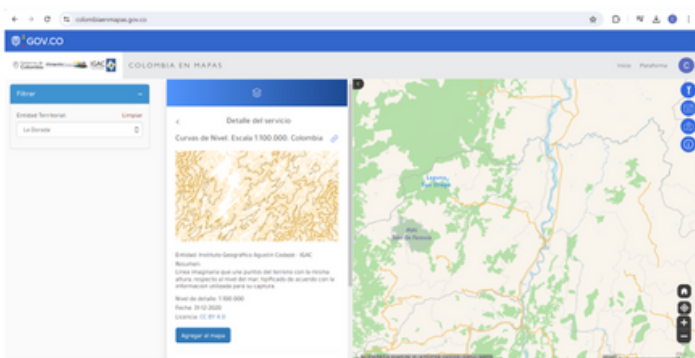 colombiaenmapas.gov.co
GOV.CO
IGAC
COLOMBIA EN MAPAS
Inicio
Plataforma
C
Filtrar
Entidad Territorial
Limpiar
La Dorada
Detalle del servicio
Curvas de Nivel. Escala 1:100.000. Colombia
Entidad: Instituto Geográfico Agustín Codazzi - IGAC
Resumen:
Línea imaginaria que une puntos del terreno con la misma
altura respecto al nivel del mar, tipificado de acuerdo con la
información utilizada para su captura.
Nivel de detalle: 1:100.000
Fecha: 31-12-2020
Licencia: CC BY 4.0
Agregar al mapa